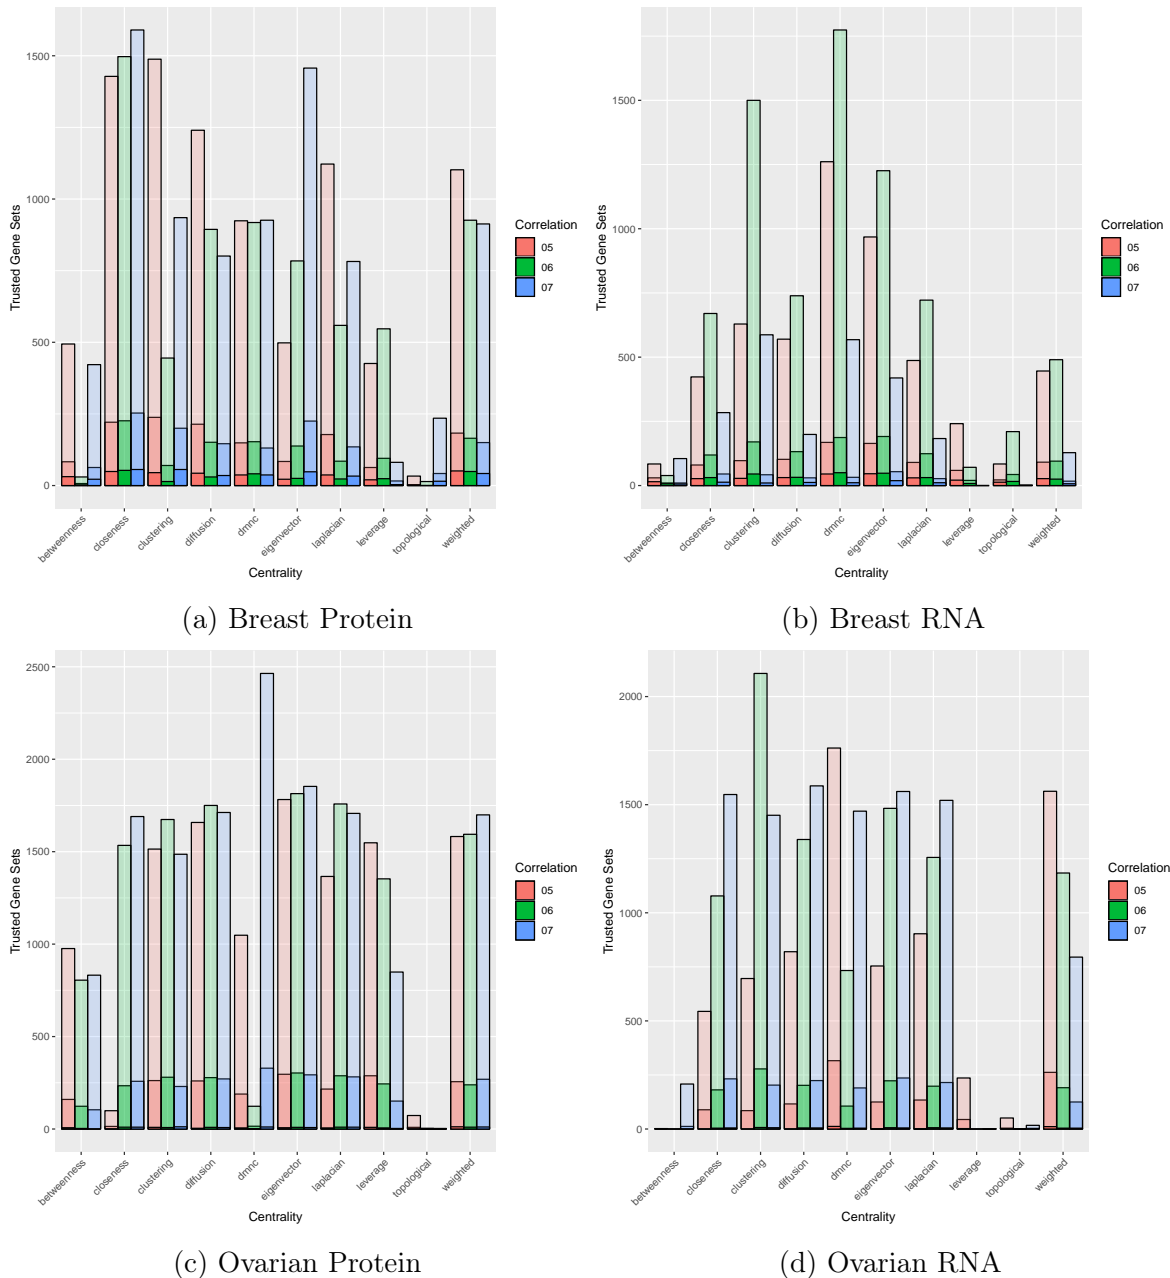 1500
1000
500
0
Trusted Gene Sets
betweenness
closeness
clustering
diffusion
dmnc
eigenvector
laplacian
leverage
topological
weighted
Centrality
Correlation
05
06
07
(a) Breast Protein
1500
1000
500
0
Trusted Gene Sets
betweenness
closeness
clustering
diffusion
dmnc
eigenvector
laplacian
leverage
topological
weighted
Centrality
Correlation
05
06
07
(b) Breast RNA
2500
2000
1500
1000
500
0
Trusted Gene Sets
betweenness
closeness
clustering
diffusion
dmnc
eigenvector
laplacian
leverage
topological
weighted
Centrality
Correlation
05
06
07
(c) Ovarian Protein
2000
1500
1000
500
0
Trusted Gene Sets
betweenness
closeness
clustering
diffusion
dmnc
eigenvector
laplacian
leverage
topological
weighted
Centrality
Correlation
05
06
07
(d) Ovarian RNA